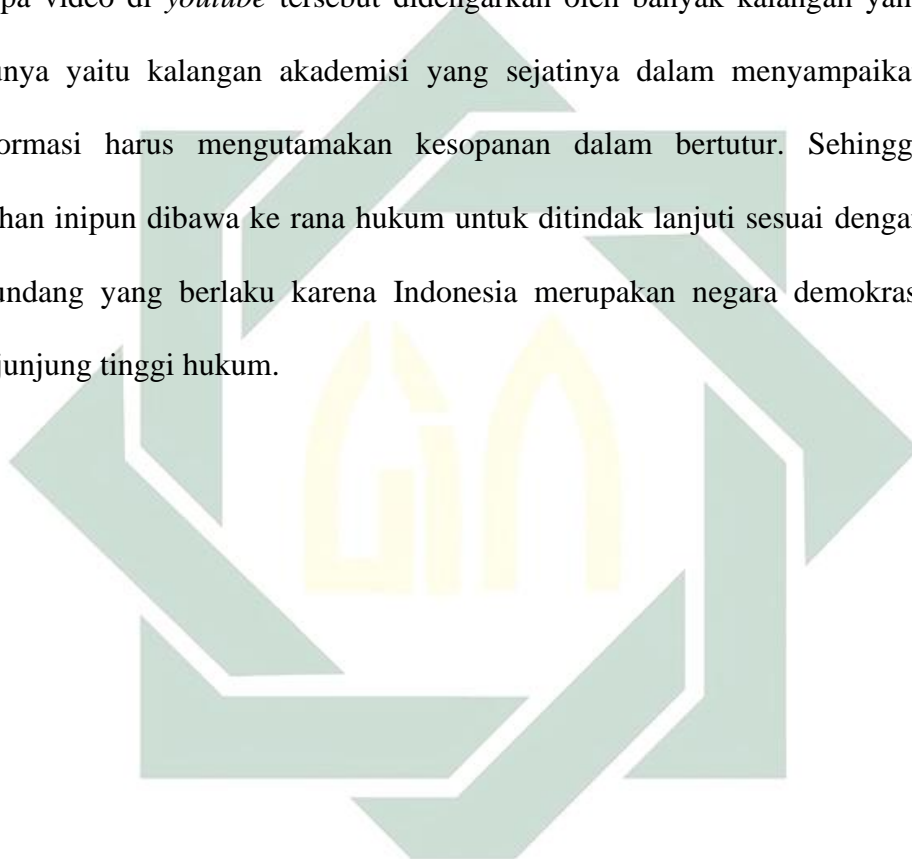 pa video di youtube tersebut didengarkan oleh banyak kalangan yan
unya yaitu kalangan akademisi yang sejatinya dalam menyampaika
ormasi harus mengutamakan kesopanan dalam bertutur. Sehingg
han inipun dibawa ke rana hukum untuk ditindak lanjuti sesuai denga
undang yang berlaku karena Indonesia merupakan negara demokras
junjung tinggi hukum.